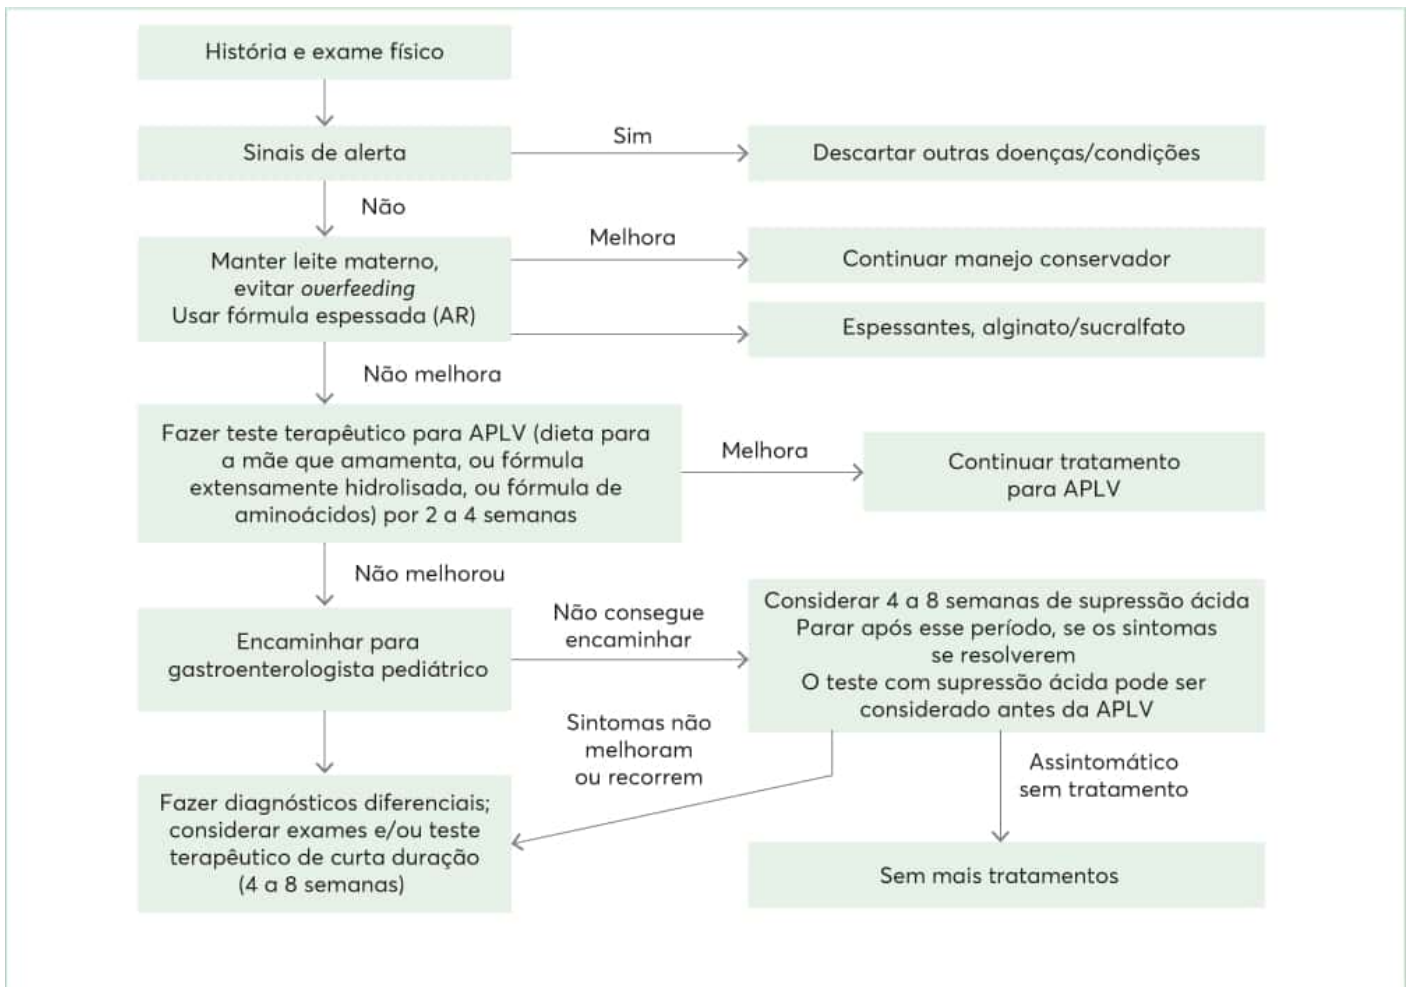 História e exame físico
Sinais de alerta
Sim
Descartar outras doenças/condições
Não
Manter leite materno,
evitar overfeeding
Usar fórmula espessada (AR)
Melhora
Continuar manejo conservador
Espessantes, alginato/sucralfato
Não melhora
Fazer teste terapêutico para APLV (dieta para
a mãe que amamenta, ou fórmula
extensamente hidrolisada, ou fórmula de
aminoácidos) por 2 a 4 semanas
Melhora
Continuar tratamento
para APLV
Não melhorou
Encaminhar para
gastroenterologista pediátrico
Não consegue
encaminhar
Considerar 4 a 8 semanas de supressão ácida
Parar após esse período, se os sintomas
se resolverem
O teste com supressão ácida pode ser
considerado antes da APLV
Sintomas não
melhoram
ou recorrem
Assintomático
sem tratamento
Fazer diagnósticos diferenciais;
considerar exames e/ou teste
terapêutico de curta duração
(4 a 8 semanas)
Sem mais tratamentos